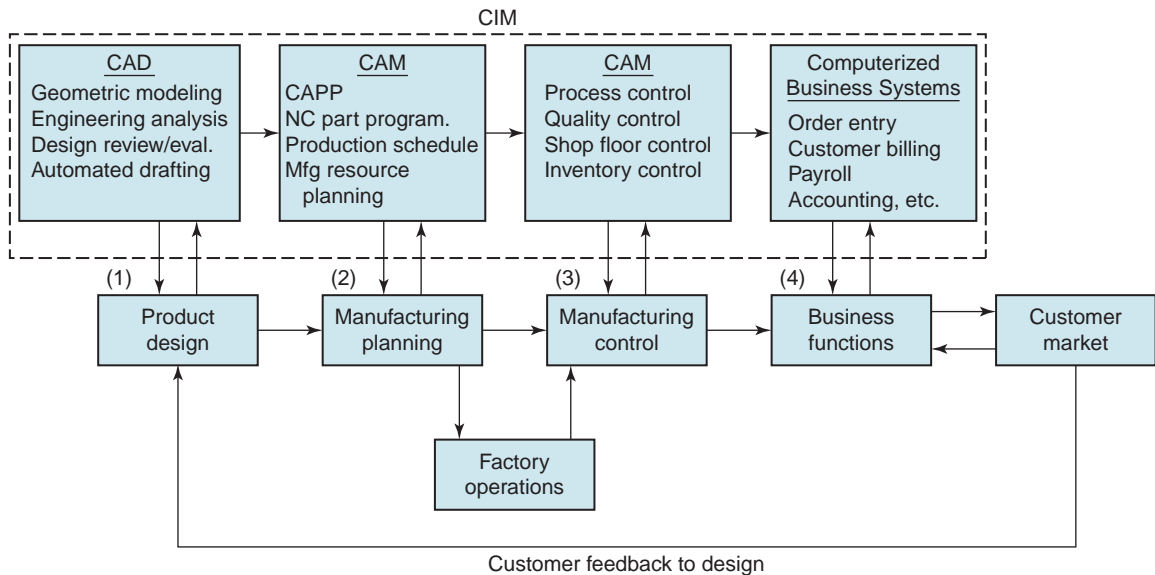 CIM
CAD
Geometric modeling
Engineering analysis
Design review/eval.
Automated drafting
CAM
CAPP
NC part program.
Production schedule
Mfg resource
planning
CAM
Process control
Quality control
Shop floor control
Inventory control
Computerized
Business Systems
Order entry
Customer billing
Payroll
Accounting, etc.
(1)
Product
design
(2)
Manufacturing
planning
(3)
Manufacturing
control
(4)
Business
functions
Customer
market
Factory
operations
Customer feedback to design